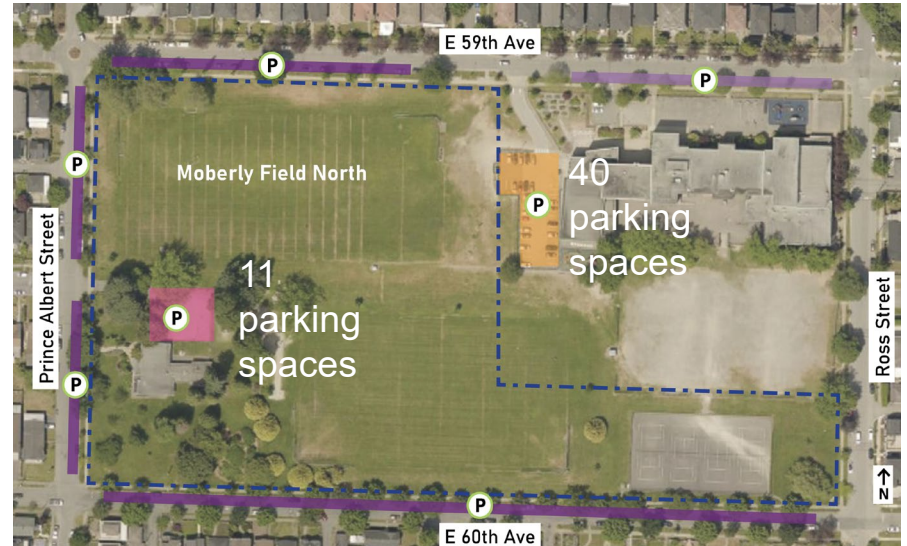 E 59th Ave
P
P
P
Moberly Field North
40
parking
spaces
P
11
parking
spaces
P
Prince Albert Street
Ross Street
P
P
N
E 60th Ave